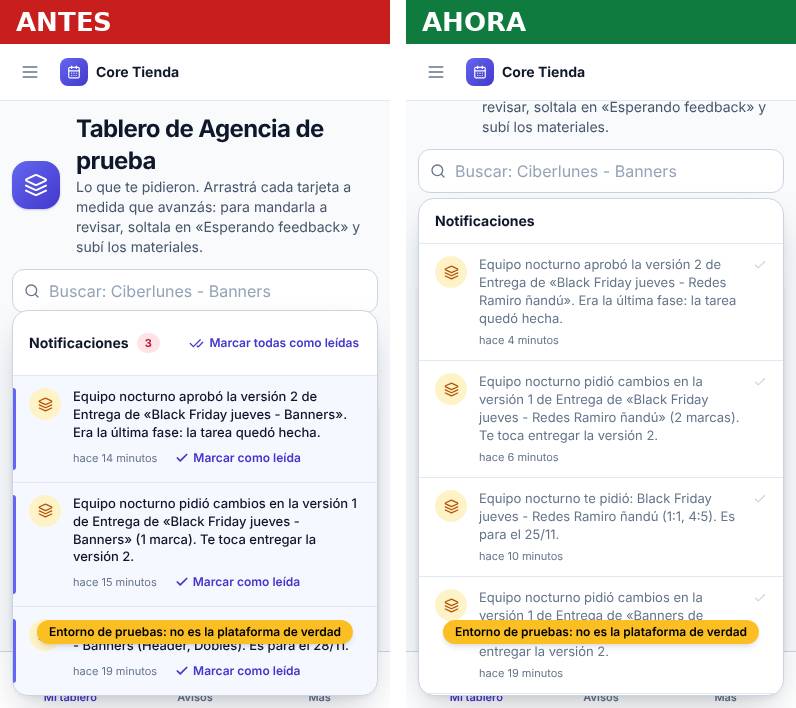 ANTES
Core Tienda
Tablero de Agencia de
prueba
Lo que te pidieron. Arrastrá cada tarjeta a
medida que avanzás: para mandarla a
revisar, soltala en «Esperando feedback» y
subí los materiales.
Buscar: Ciberlunes - Banners
Notificaciones 3 Marcar todas como leídas
Equipo nocturno aprobó la versión 2 de
Entrega de «Black Friday jueves - Banners».
Era la última fase: la tarea quedó hecha.
hace 14 minutos Marcar como leída
Equipo nocturno pidió cambios en la versión 1
de Entrega de «Black Friday jueves -
Banners» (1 marca). Te toca entregar la
versión 2.
hace 15 minutos Marcar como leída
Entorno de pruebas: no es la plataforma de verdad
- Banners (Header, Dobles). Es para el 28/11.
hace 19 minutos Marcar como leída
Mi tablero Avisos Más
AHORA
Core Tienda
revisar, soltala en «Esperando feedback» y
subí los materiales.
Buscar: Ciberlunes - Banners
Notificaciones
Equipo nocturno aprobó la versión 2 de
Entrega de «Black Friday jueves - Redes
Ramiro ñandú». Era la última fase: la tarea
quedó hecha.
hace 4 minutos
Equipo nocturno pidió cambios en la
versión 1 de Entrega de «Black Friday
jueves - Redes Ramiro ñandú» (2 marcas).
Te toca entregar la versión 2.
hace 6 minutos
Equipo nocturno te pidió: Black Friday
jueves - Redes Ramiro ñandú (1:1, 4:5). Es
para el 25/11.
hace 10 minutos
Equipo nocturno pidió cambios en la
versión 1 de Entrega de «Banners de
Entorno de pruebas: no es la plataforma de verdad
entregar la versión 2.
hace 19 minutos
Mi tablero Avisos Más